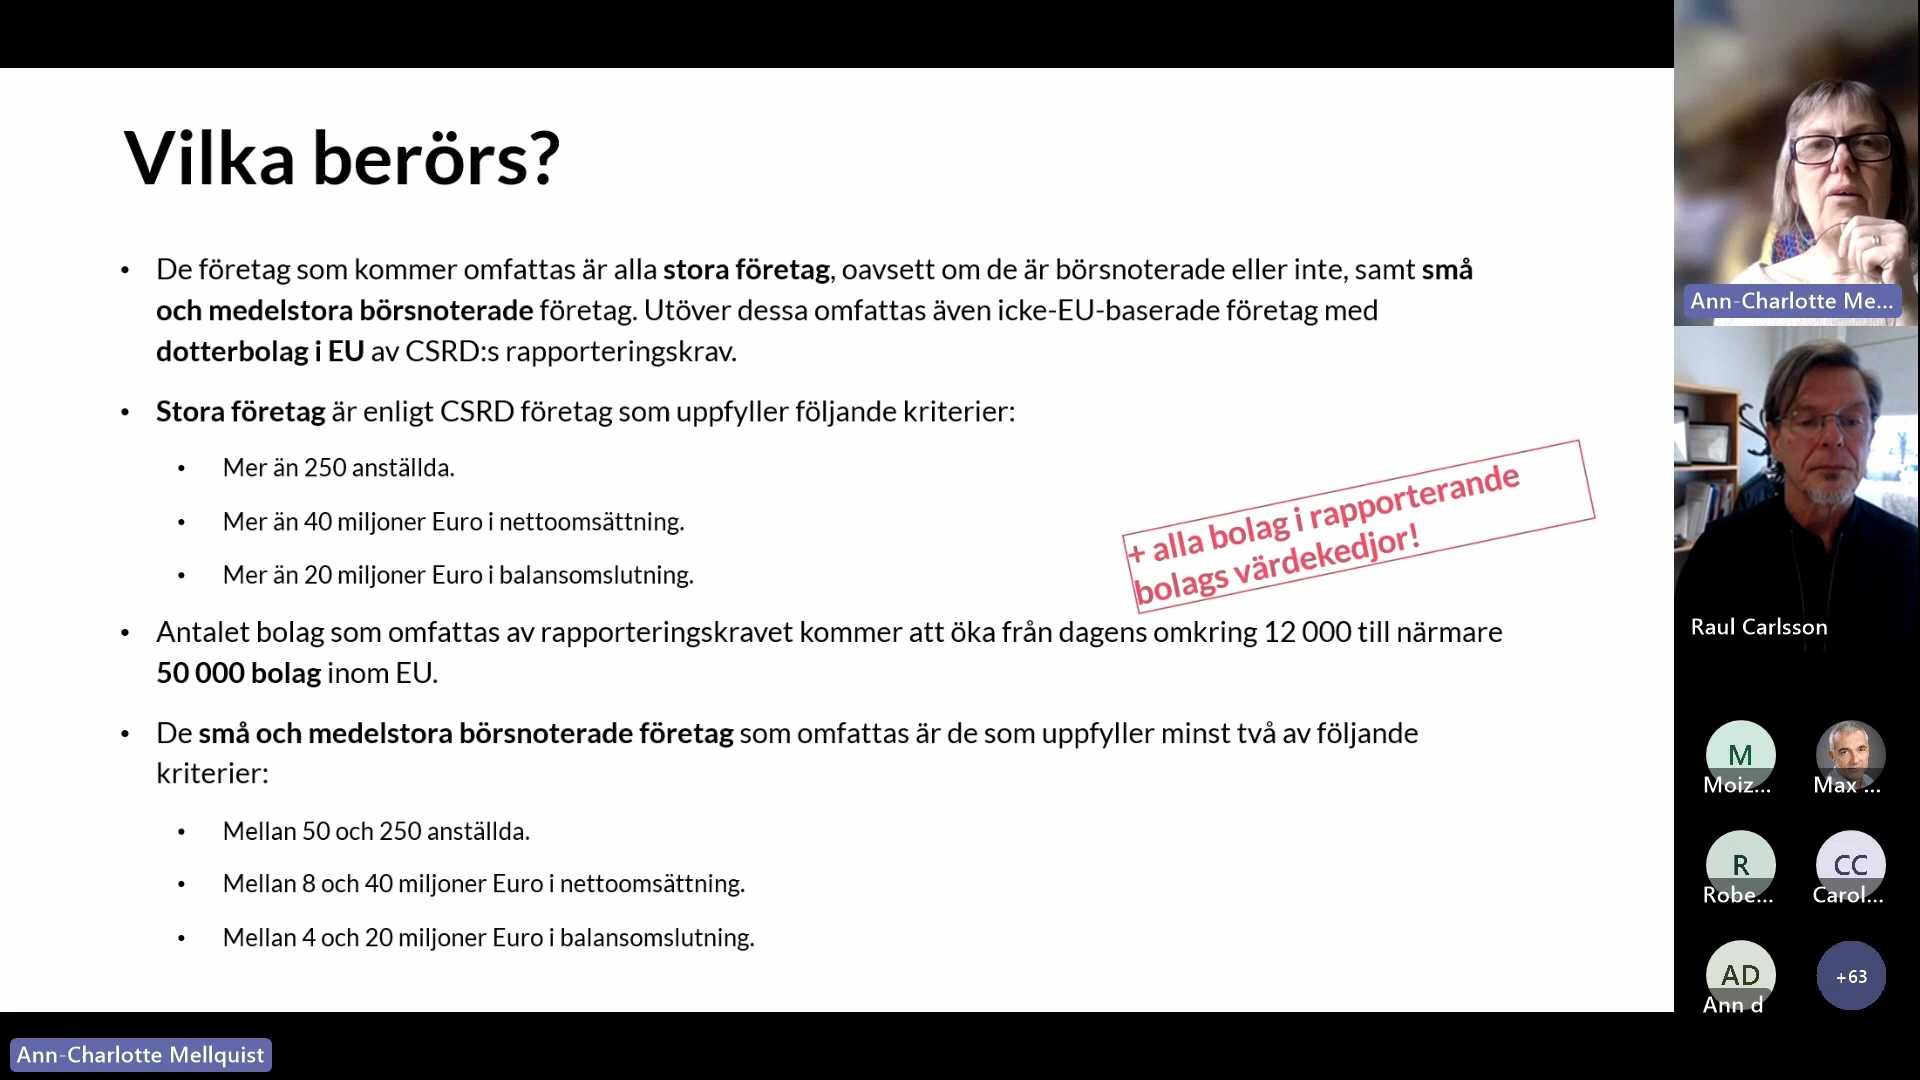 Vilka berörs?
• De företag som kommer omfattas är alla stora företag, oavsett om de är börsnoterade eller inte, samt små
och medelstora börsnoterade företag. Utöver dessa omfattas även icke-EU-baserade företag med
dotterbolag i EU av CSRD:s rapporteringskrav.
• Stora företag är enligt CSRD företag som uppfyller följande kriterier:
• Mer än 250 anställda.
• Mer än 40 miljoner Euro i nettoomsättning.
• Mer än 20 miljoner Euro i balansomslutning.
+ alla bolag i rapporterande
bolags värdekedjor!
• Antalet bolag som omfattas av rapporteringskravet kommer att öka från dagens omkring 12 000 till närmare
50 000 bolag inom EU.
• De små och medelstora börsnoterade företag som omfattas är de som uppfyller minst två av följande
kriterier:
• Mellan 50 och 250 anställda.
• Mellan 8 och 40 miljoner Euro i nettoomsättning.
• Mellan 4 och 20 miljoner Euro i balansomslutning.
Ann-Charlotte Me...
Raul Carlsson
M
Moiz...
Max ...
R
Robe...
CC
Carol...
AD
Ann d
+63
Ann-Charlotte Mellquist